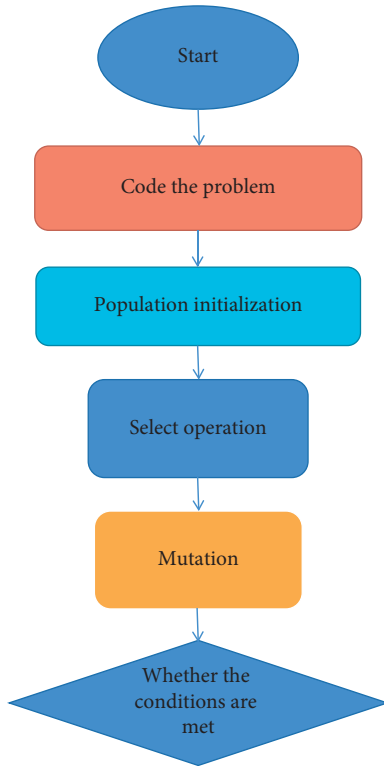 Start
Code the problem
Population initialization
Select operation
Mutation
Whether the
conditions are
met